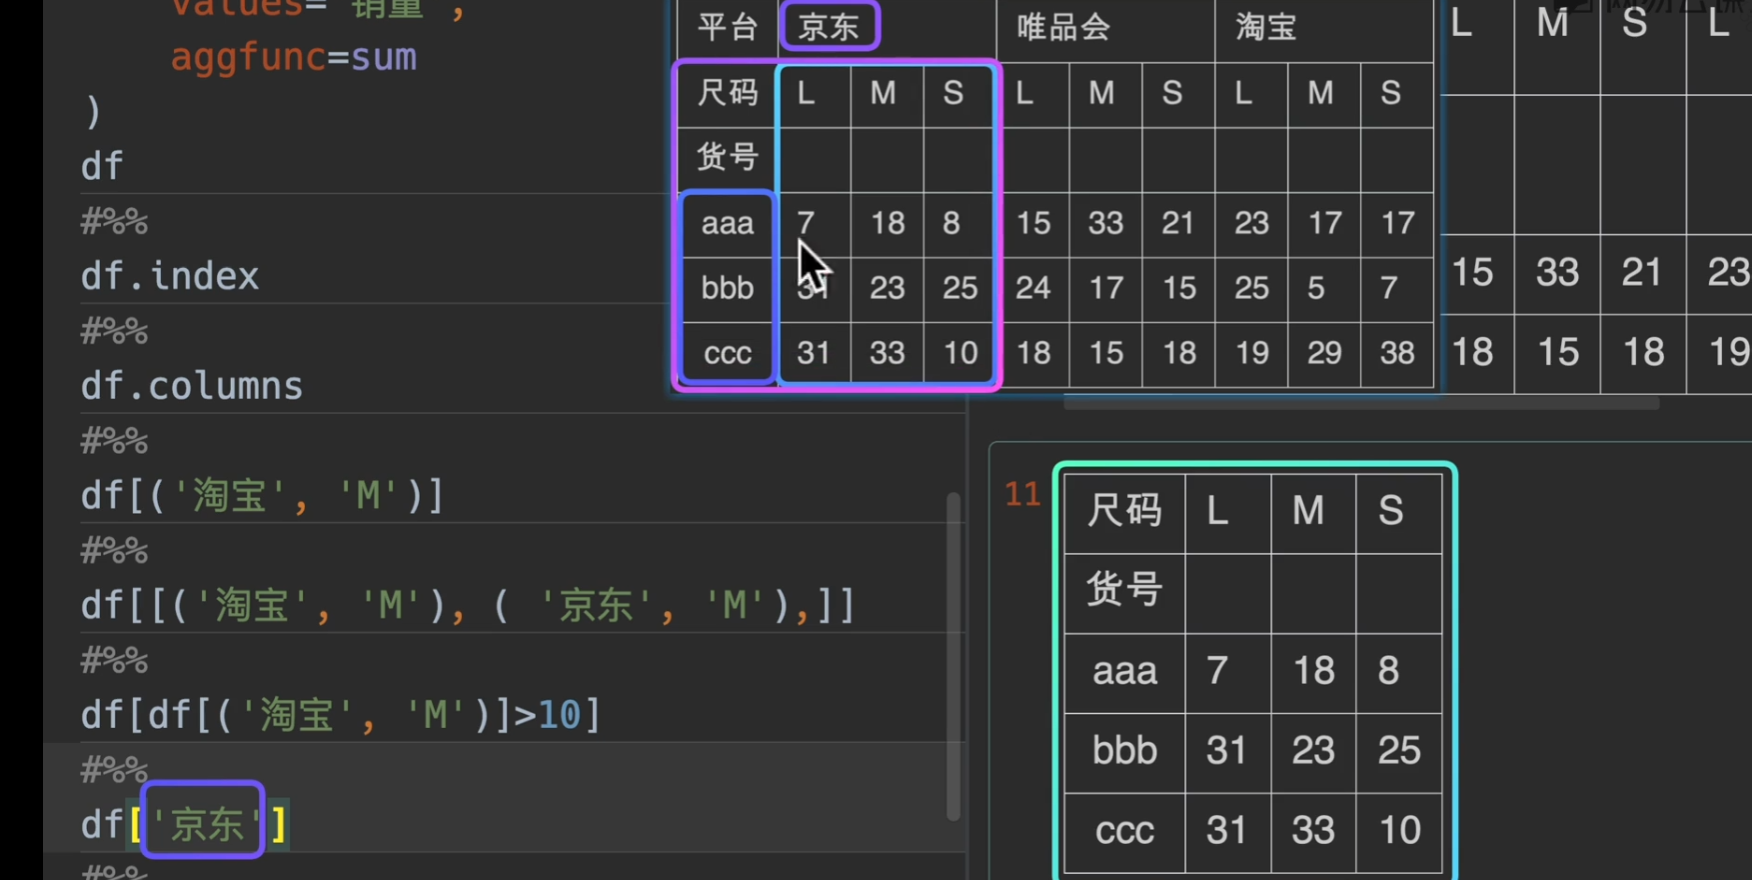 values='销量',
aggfunc=sum
)
df
#%%
df.index
#%%
df.columns
#%%
df[('淘宝', 'M')]
#%%
df[[('淘宝', 'M'), ( '京东', 'M'),]]
#%%
df[df[('淘宝', 'M')]>10]
#%%
df['京东']
#%%
平台 京东 唯品会 淘宝
尺码 L M S L M S L M S
货号
aaa 7 18 8 15 33 21 23 17 17
bbb 31 23 25 24 17 15 25 5 7
ccc 31 33 10 18 15 18 19 29 38
L M S L
15 33 21 23
18 15 18 19
11
尺码 L M S
货号
aaa 7 18 8
bbb 31 23 25
ccc 31 33 10